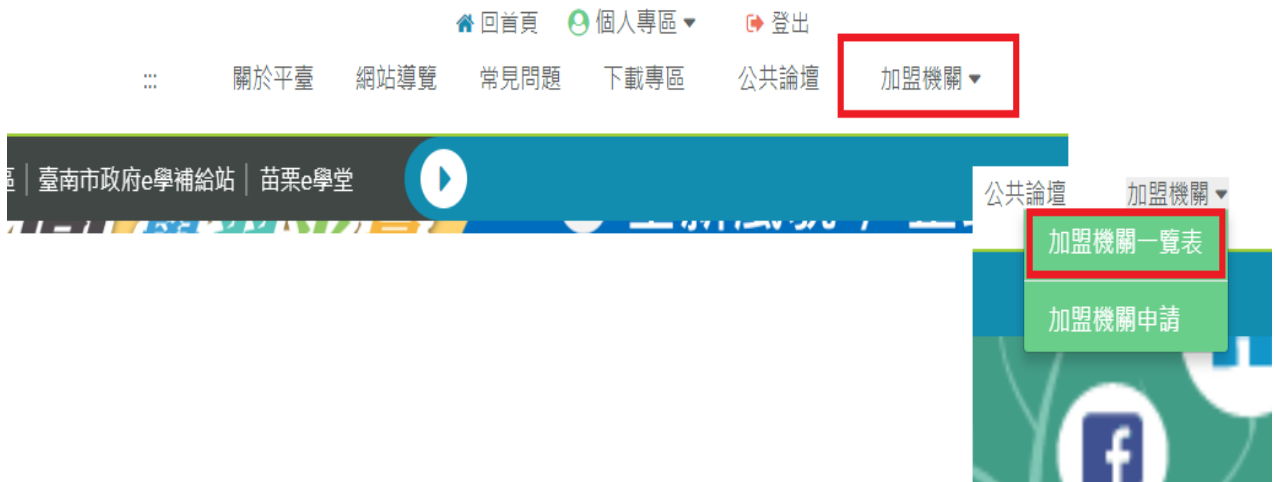 回首頁 個人專區 登出
::: 關於平臺 網站導覽 常見問題 下載專區 公共論壇 加盟機關
臺南市政府e學補給站 苗栗e學堂
公共論壇 加盟機關
加盟機關一覽表
加盟機關申請